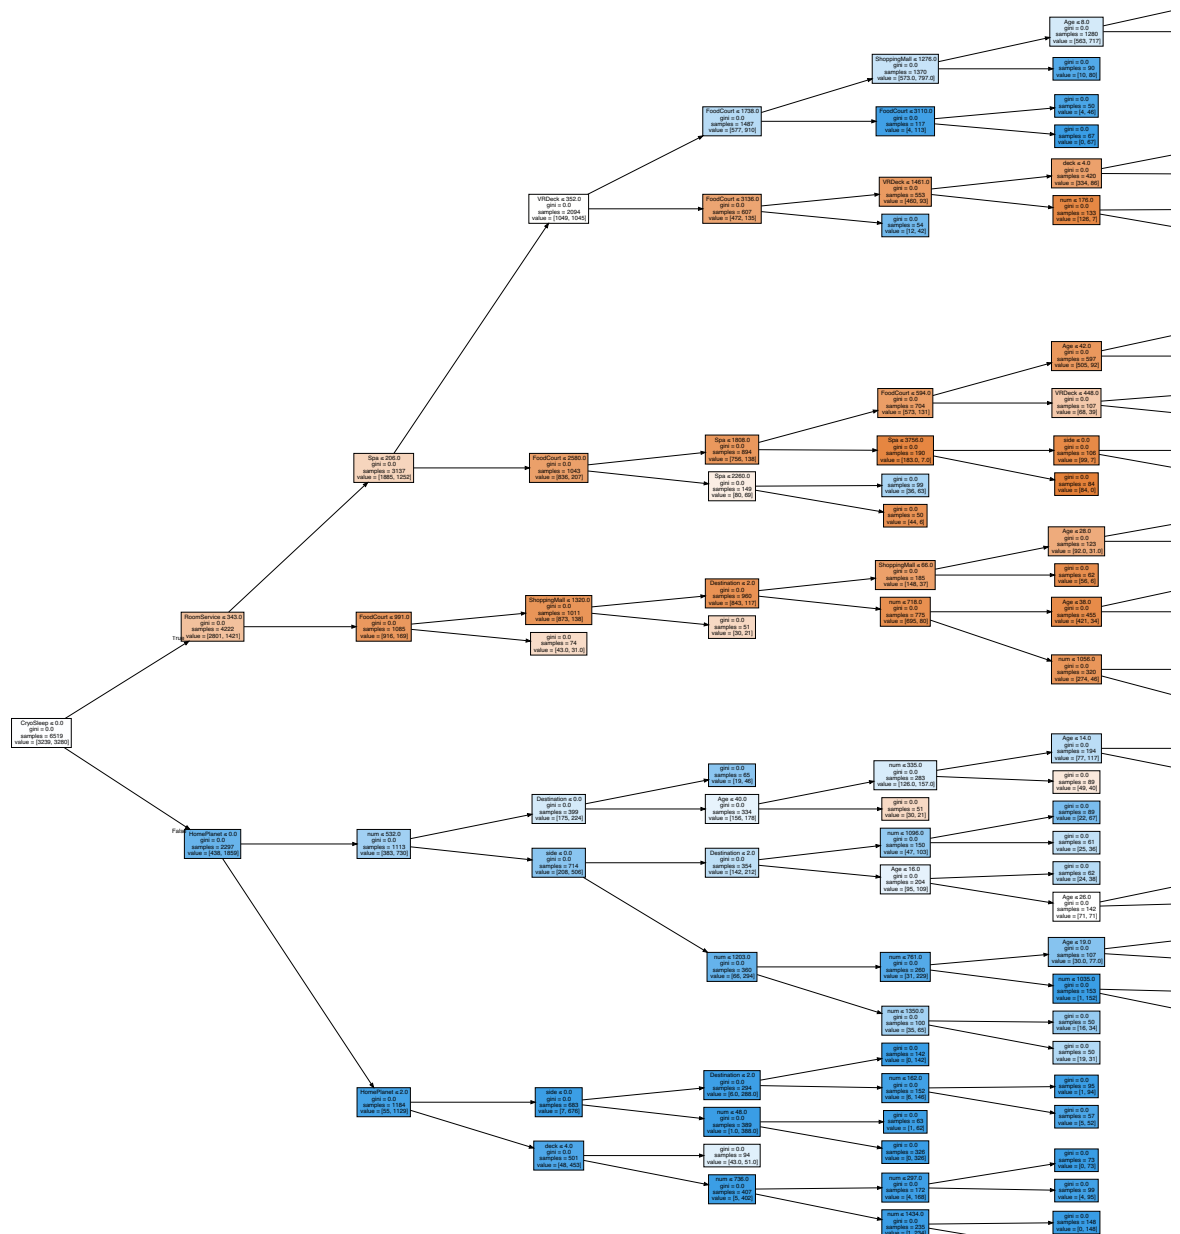 Age ≤ 8.0
gini = 0.0
samples = 1280
value = [563, 717]
ShoppingMall ≤ 1276.0
gini = 0.0
samples = 1370
value = [573.0, 797.0]
gini = 0.0
samples = 90
value = [10, 80]
FoodCourt ≤ 1738.0
gini = 0.0
samples = 1487
value = [577, 910]
FoodCourt ≤ 3110.0
gini = 0.0
samples = 117
value = [4, 113]
gini = 0.0
samples = 50
value = [4, 46]
gini = 0.0
samples = 67
value = [0, 67]
VRDeck ≤ 352.0
gini = 0.0
samples = 2094
value = [1049, 1045]
FoodCourt ≤ 3136.0
gini = 0.0
samples = 607
value = [472, 135]
VRDeck ≤ 1461.0
gini = 0.0
samples = 553
value = [460, 93]
gini = 0.0
samples = 54
value = [12, 42]
deck ≤ 4.0
gini = 0.0
samples = 420
value = [334, 86]
num ≤ 176.0
gini = 0.0
samples = 133
value = [126, 7]
Age ≤ 42.0
gini = 0.0
samples = 597
value = [505, 92]
FoodCourt ≤ 594.0
gini = 0.0
samples = 704
value = [573, 131]
VRDeck ≤ 448.0
gini = 0.0
samples = 107
value = [68, 39]
Spa ≤ 206.0
gini = 0.0
samples = 3137
value = [1885, 1252]
FoodCourt ≤ 2580.0
gini = 0.0
samples = 1043
value = [836, 207]
Spa ≤ 1808.0
gini = 0.0
samples = 894
value = [756, 138]
Spa ≤ 3756.0
gini = 0.0
samples = 190
value = [183.0, 7.0]
side ≤ 0.0
gini = 0.0
samples = 106
value = [99, 7]
gini = 0.0
samples = 84
value = [84, 0]
Spa ≤ 2260.0
gini = 0.0
samples = 149
value = [80, 69]
gini = 0.0
samples = 99
value = [36, 63]
gini = 0.0
samples = 50
value = [44, 6]
Age ≤ 28.0
gini = 0.0
samples = 123
value = [92.0, 31.0]
ShoppingMall ≤ 66.0
gini = 0.0
samples = 185
value = [148, 37]
gini = 0.0
samples = 62
value = [56, 6]
RoomService ≤ 343.0
gini = 0.0
samples = 4222
value = [2801, 1421]
True
FoodCourt ≤ 991.0
gini = 0.0
samples = 1085
value = [916, 169]
ShoppingMall ≤ 1320.0
gini = 0.0
samples = 1011
value = [873, 138]
gini = 0.0
samples = 74
value = [43.0, 31.0]
Destination ≤ 2.0
gini = 0.0
samples = 960
value = [843, 117]
gini = 0.0
samples = 51
value = [30, 21]
num ≤ 718.0
gini = 0.0
samples = 775
value = [695, 80]
Age ≤ 38.0
gini = 0.0
samples = 455
value = [421, 34]
num ≤ 1056.0
gini = 0.0
samples = 320
value = [274, 46]
CryoSleep ≤ 0.0
gini = 0.0
samples = 6519
value = [3239, 3280]
False
HomePlanet ≤ 0.0
gini = 0.0
samples = 2297
value = [438, 1859]
num ≤ 532.0
gini = 0.0
samples = 1113
value = [383, 730]
Destination ≤ 0.0
gini = 0.0
samples = 399
value = [175, 224]
gini = 0.0
samples = 65
value = [19, 46]
Age ≤ 40.0
gini = 0.0
samples = 334
value = [156, 178]
num ≤ 335.0
gini = 0.0
samples = 283
value = [126.0, 157.0]
Age ≤ 14.0
gini = 0.0
samples = 194
value = [77, 117]
gini = 0.0
samples = 89
value = [49, 40]
gini = 0.0
samples = 51
value = [30, 21]
side ≤ 0.0
gini = 0.0
samples = 714
value = [208, 506]
Destination ≤ 2.0
gini = 0.0
samples = 354
value = [142, 212]
num ≤ 1096.0
gini = 0.0
samples = 150
value = [47, 103]
gini = 0.0
samples = 89
value = [22, 67]
gini = 0.0
samples = 61
value = [25, 36]
Age ≤ 16.0
gini = 0.0
samples = 204
value = [95, 109]
gini = 0.0
samples = 62
value = [24, 38]
Age ≤ 26.0
gini = 0.0
samples = 142
value = [71, 71]
num ≤ 1203.0
gini = 0.0
samples = 360
value = [66, 294]
num ≤ 761.0
gini = 0.0
samples = 260
value = [31, 229]
Age ≤ 19.0
gini = 0.0
samples = 107
value = [30.0, 77.0]
num ≤ 1035.0
gini = 0.0
samples = 153
value = [1, 152]
num ≤ 1350.0
gini = 0.0
samples = 100
value = [35, 65]
gini = 0.0
samples = 50
value = [16, 34]
gini = 0.0
samples = 50
value = [19, 31]
HomePlanet ≤ 2.0
gini = 0.0
samples = 1184
value = [55, 1129]
side ≤ 0.0
gini = 0.0
samples = 683
value = [7, 676]
Destination ≤ 2.0
gini = 0.0
samples = 294
value = [6.0, 288.0]
gini = 0.0
samples = 142
value = [0, 142]
num ≤ 162.0
gini = 0.0
samples = 152
value = [6, 146]
gini = 0.0
samples = 95
value = [1, 94]
gini = 0.0
samples = 57
value = [5, 52]
num ≤ 48.0
gini = 0.0
samples = 389
value = [1.0, 388.0]
gini = 0.0
samples = 63
value = [1, 62]
gini = 0.0
samples = 326
value = [0, 326]
deck ≤ 4.0
gini = 0.0
samples = 501
value = [48, 453]
gini = 0.0
samples = 94
value = [43.0, 51.0]
num ≤ 736.0
gini = 0.0
samples = 407
value = [5, 402]
num ≤ 297.0
gini = 0.0
samples = 172
value = [4, 168]
gini = 0.0
samples = 73
value = [0, 73]
gini = 0.0
samples = 99
value = [4, 95]
num ≤ 1434.0
gini = 0.0
samples = 235
value = [1, 234]
gini = 0.0
samples = 148
value = [0, 148]